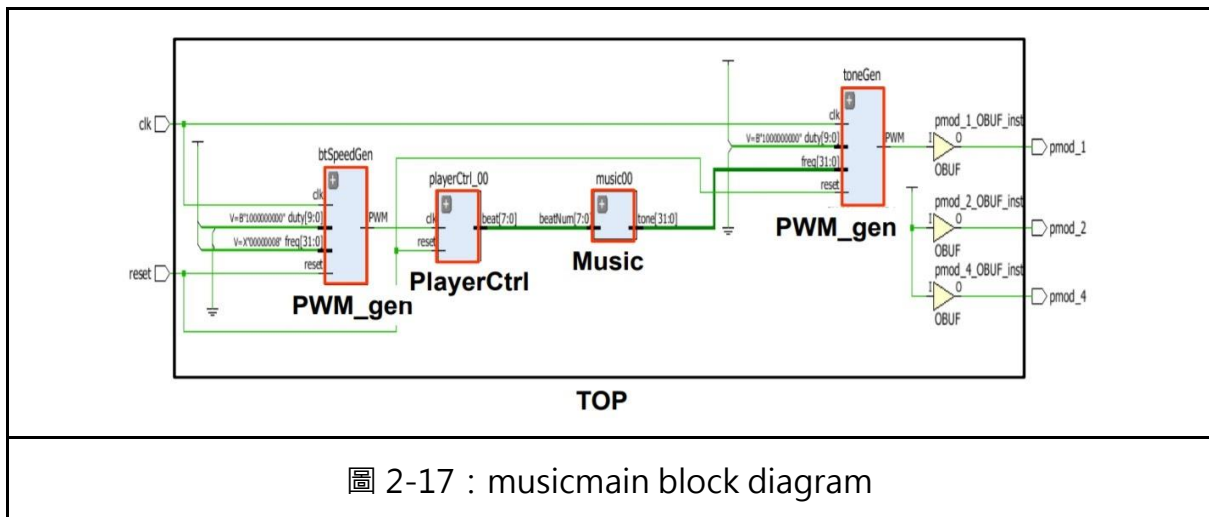 toneGen
clk
pmod_1_OBUF_inst
clk
V=B"1000000000" duty[9:0]
PWM
I
O
pmod_1
btSpeedGen
freq[31:0]
OBUF
playerCtrl_00
music00
reset
pmod_2_OBUF_inst
clk
V=B"1000000000" duty[9:0]
PWM
clk
beat[7:0]
beatNum[7:0]
tone[31:0]
PWM_gen
I
O
pmod_2
V=X"00000008" freq[31:0]
reset
OBUF
reset
reset
Music
pmod_4_OBUF_inst
PlayerCtrl
I
O
pmod_4
PWM_gen
OBUF
TOP
圖 2-17：musicmain block diagram